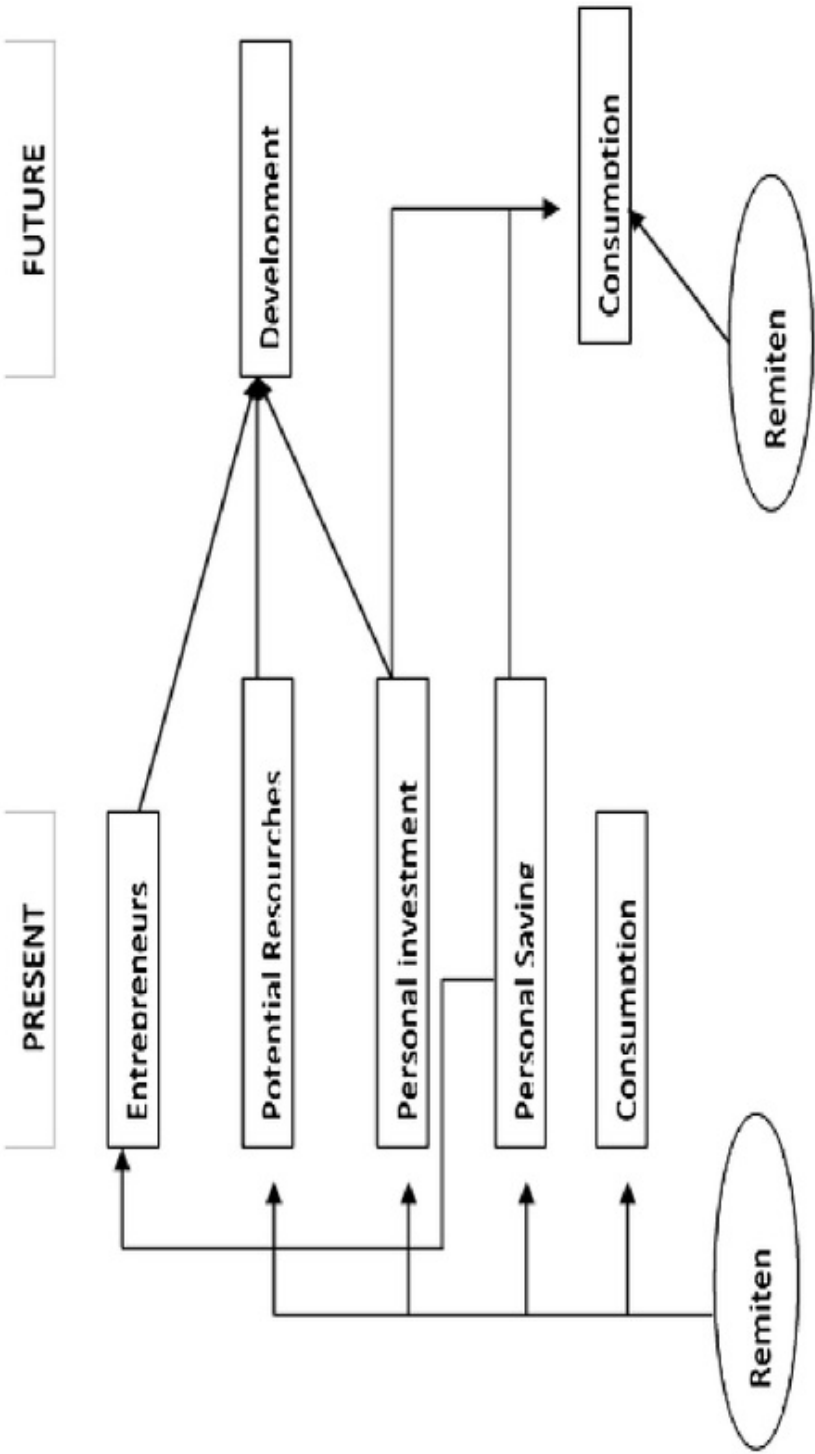 PRESENT
FUTURE
Entrepreneurs
Potential Resourches
Development
Personal investment
Personal Saving
Consumption
Consumption
Remiten
Remiten